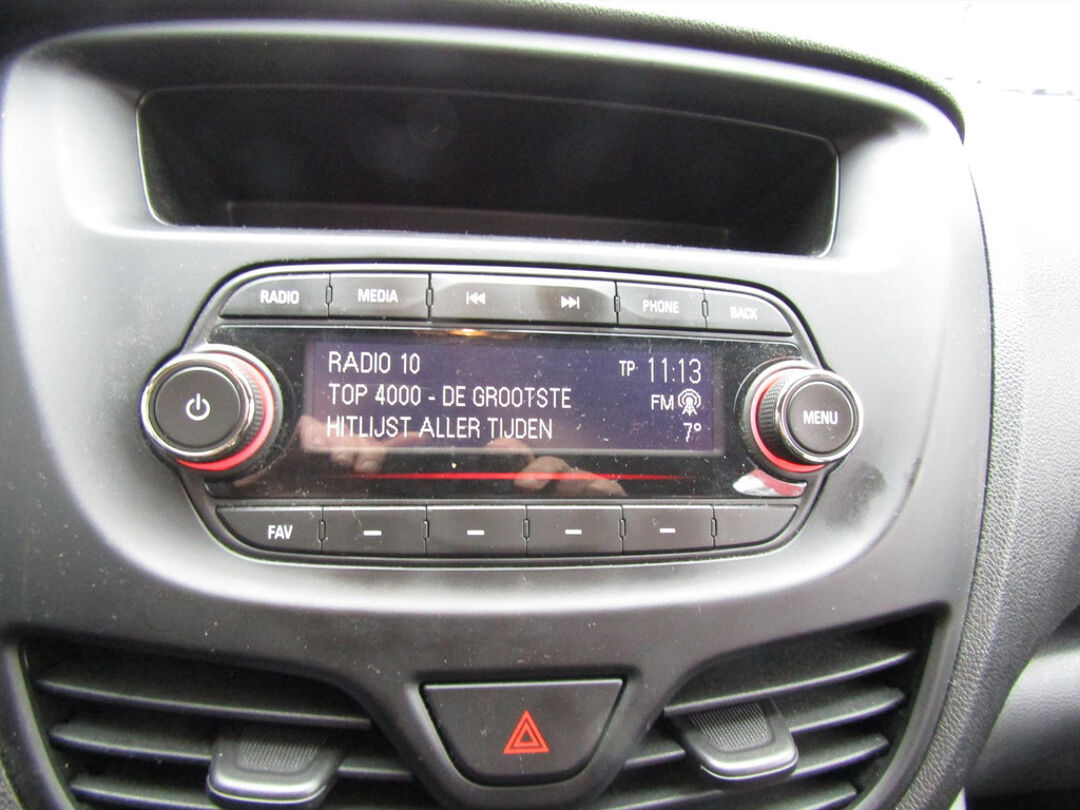 RADIO MEDIA PHONE BACK
RADIO 10 TP 11:13
TOP 4000 - DE GROOTSTE FM
HITLIJST ALLER TIJDEN 7°
MENU
FAV